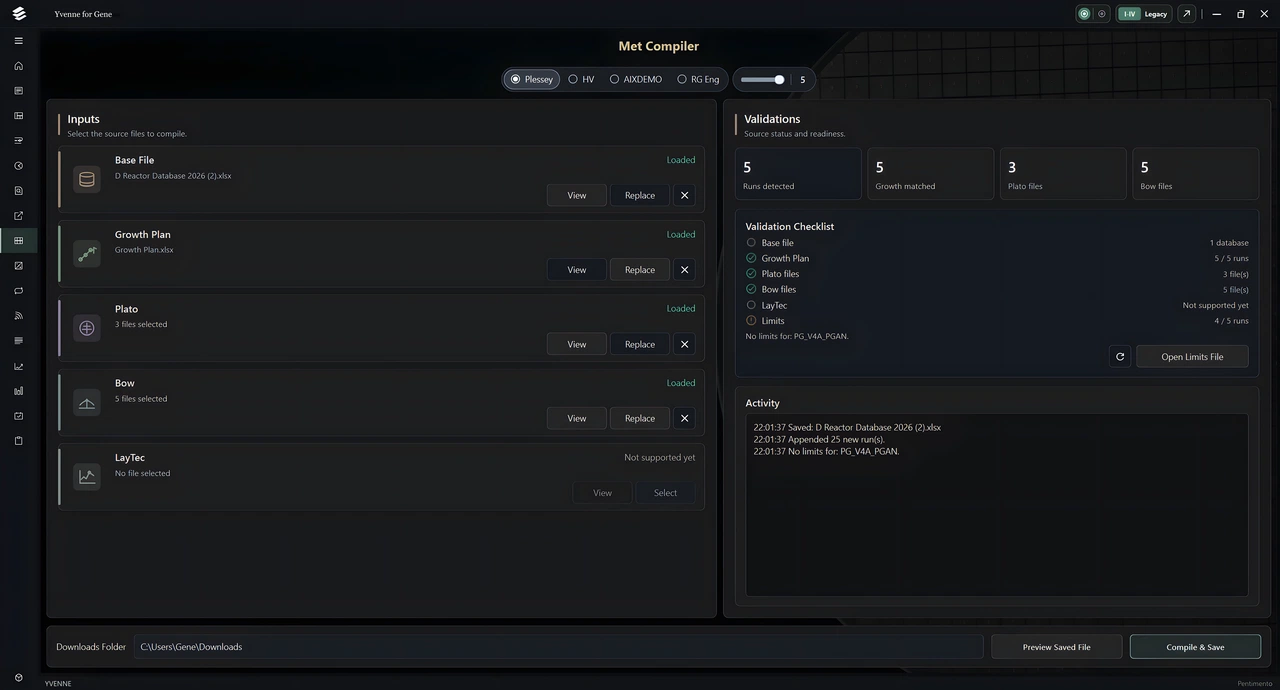 Yvenne for Gene
I-IV Legacy
Met Compiler
Plessey HV AIXDEMO RG Eng 5
Inputs
Select the source files to compile.
Base File
Loaded
D Reactor Database 2026 (2).xlsx
View Replace
Growth Plan
Loaded
Growth Plan.xlsx
View Replace
Plato
Loaded
3 files selected
View Replace
Bow
Loaded
5 files selected
View Replace
LayTec
Not supported yet
No file selected
View Select
Validations
Source status and readiness.
5
Runs detected
5
Growth matched
3
Plato files
5
Bow files
Validation Checklist
Base file 1 database
Growth Plan 5 / 5 runs
Plato files 3 file(s)
Bow files 5 file(s)
LayTec Not supported yet
Limits 4 / 5 runs
No limits for: PG_V4A_PGAN.
Open Limits File
Activity
22:01:37 Saved: D Reactor Database 2026 (2).xlsx
22:01:37 Appended 25 new run(s).
22:01:37 No limits for: PG_V4A_PGAN.
Downloads Folder C:\Users\Gene\Downloads Preview Saved File Compile & Save
YVENNE
Pentimento